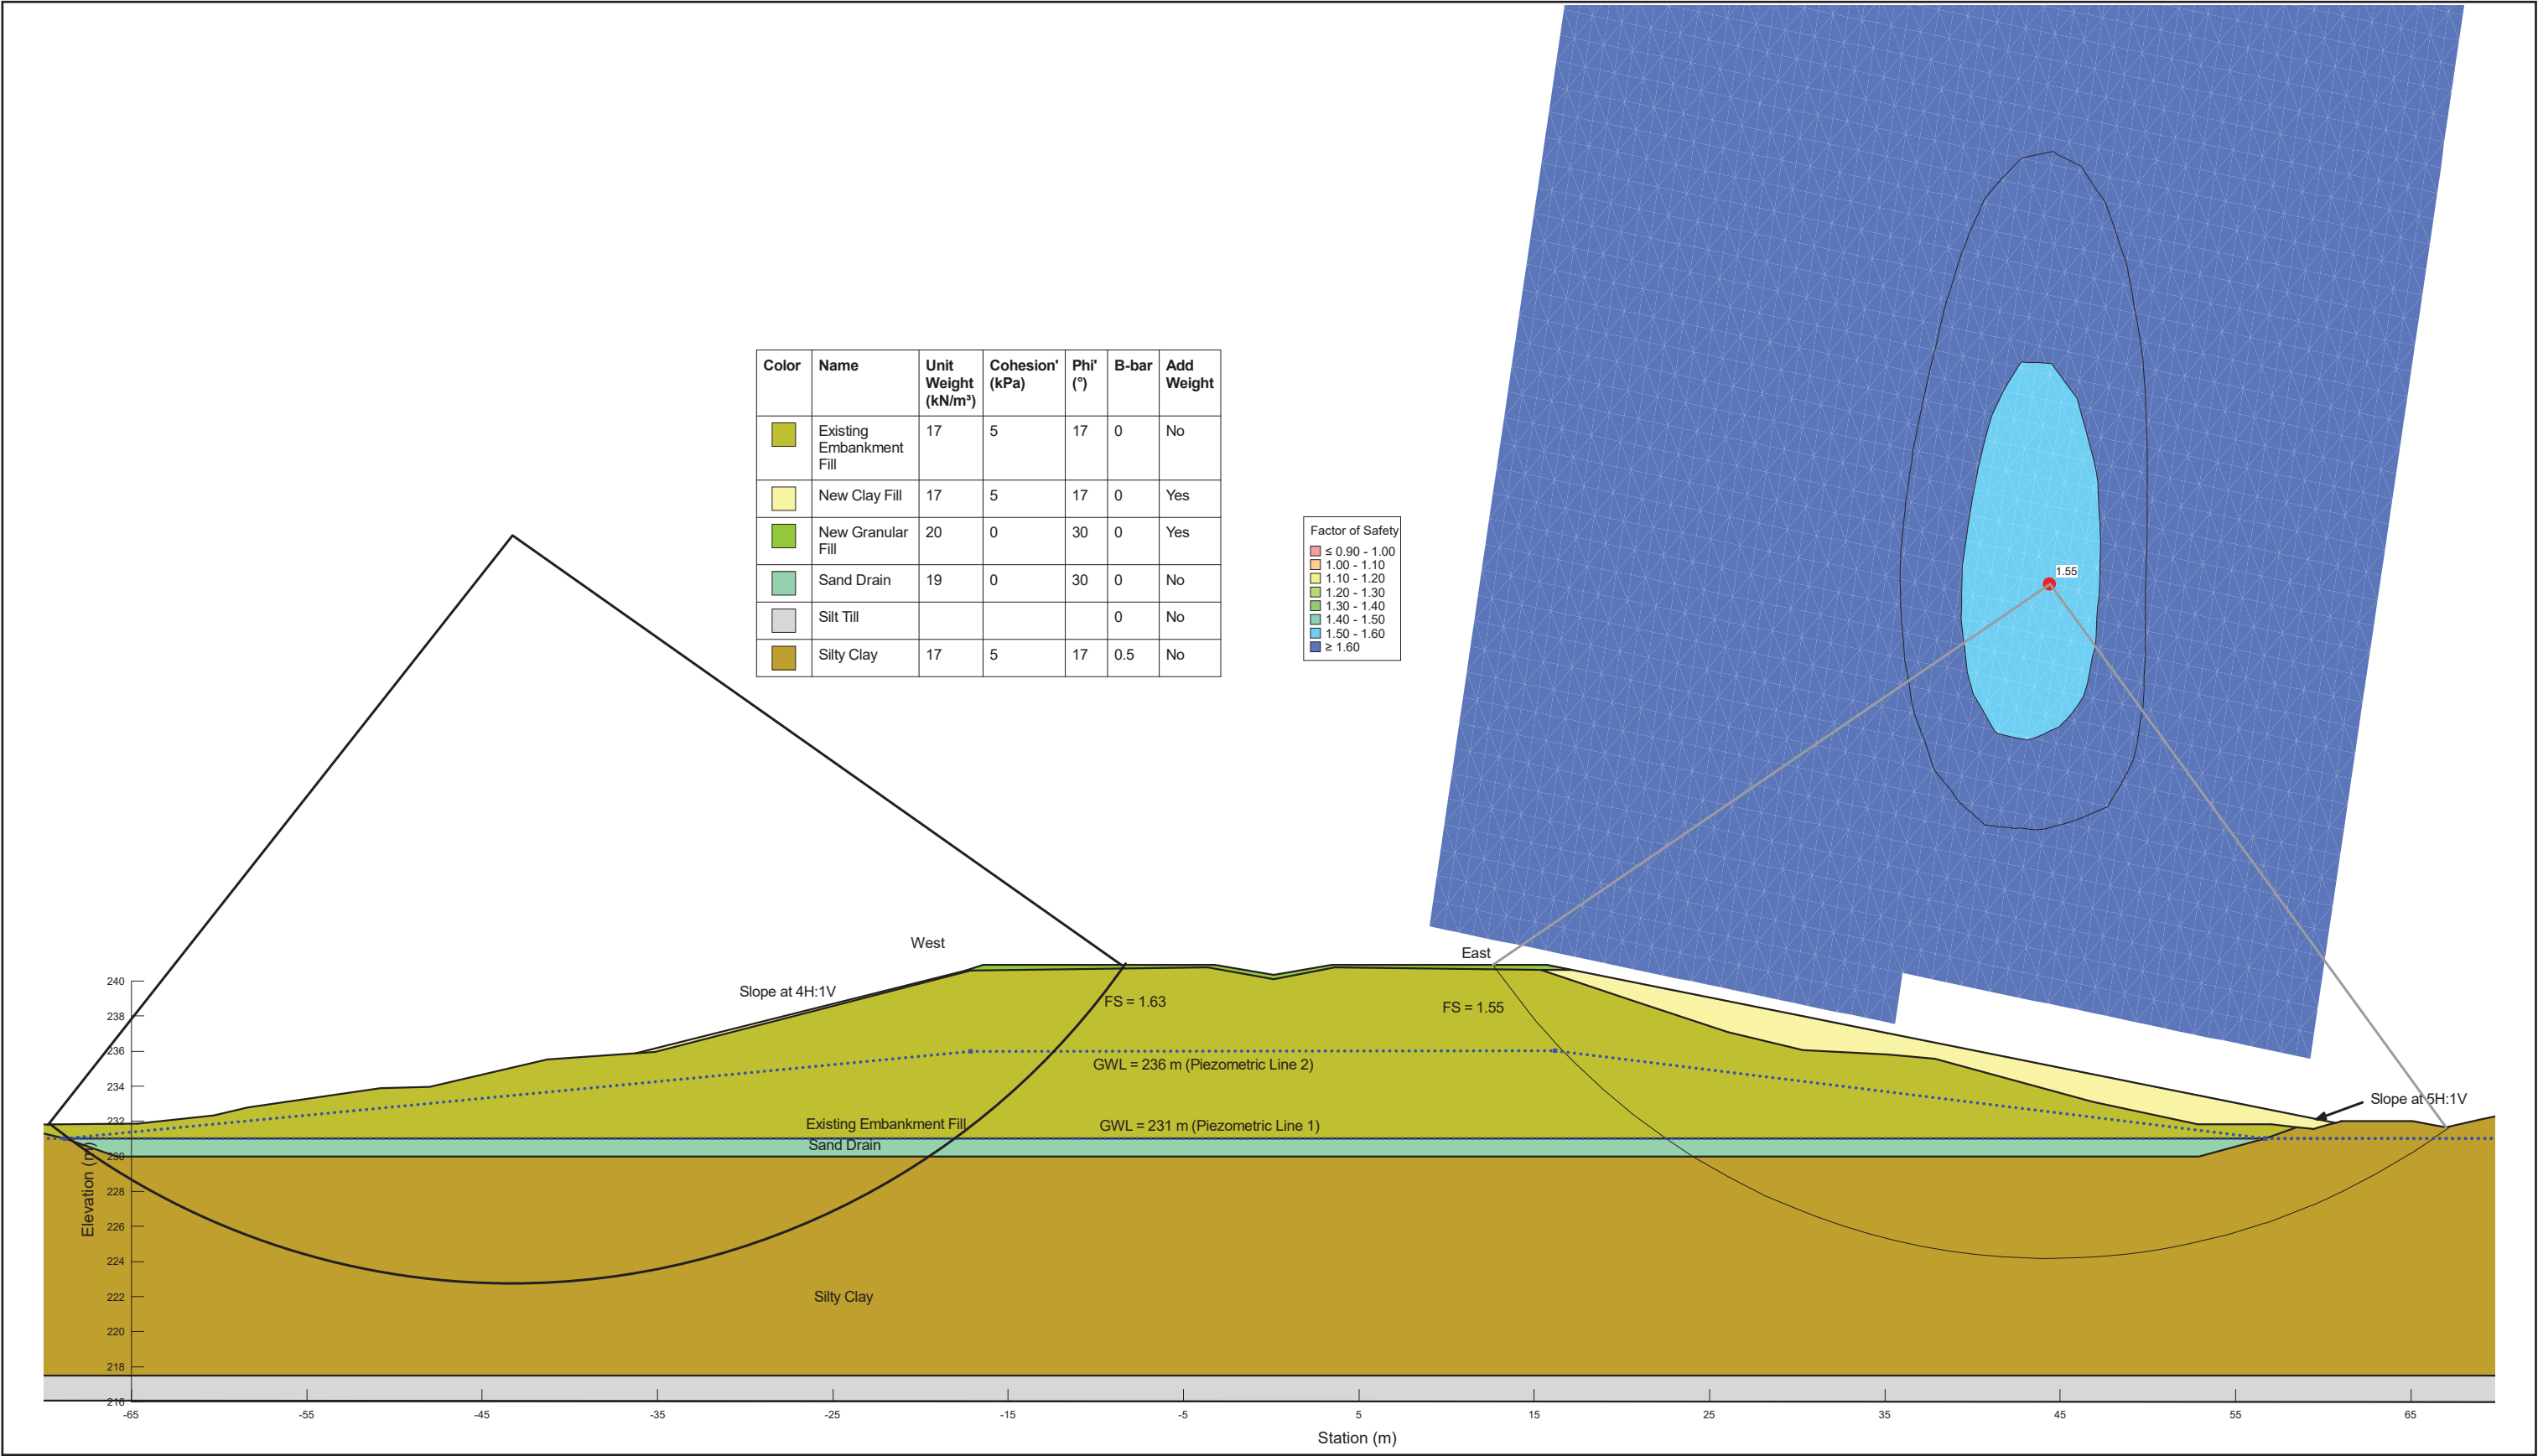 Color Name Unit Cohesion' Phi' B-bar Add
Weight (kPa) (°) Weight
(kN/m³)
Existing 17 5 17 0 No
Embankment
Fill
New Clay Fill 17 5 17 0 Yes
New Granular 20 0 30 0 Yes
Fill
Sand Drain 19 0 30 0 No
Silt Till 0 No
Silty Clay 17 5 17 0.5 No
Factor of Safety
≤ 0.90 - 1.00
1.00 - 1.10
1.10 - 1.20
1.20 - 1.30
1.30 - 1.40
1.40 - 1.50
1.50 - 1.60
≥ 1.60
1.55
West
East
Slope at 4H:1V
FS = 1.63
FS = 1.55
GWL = 236 m (Piezometric Line 2)
Slope at 5H:1V
Existing Embankment Fill
GWL = 231 m (Piezometric Line 1)
Sand Drain
Silty Clay
Elevation (m)
240
238
236
234
232
230
228
226
224
222
220
218
216
-65 -55 -45 -35 -25 -15 -5 5 15 25 35 45 55 65
Station (m)